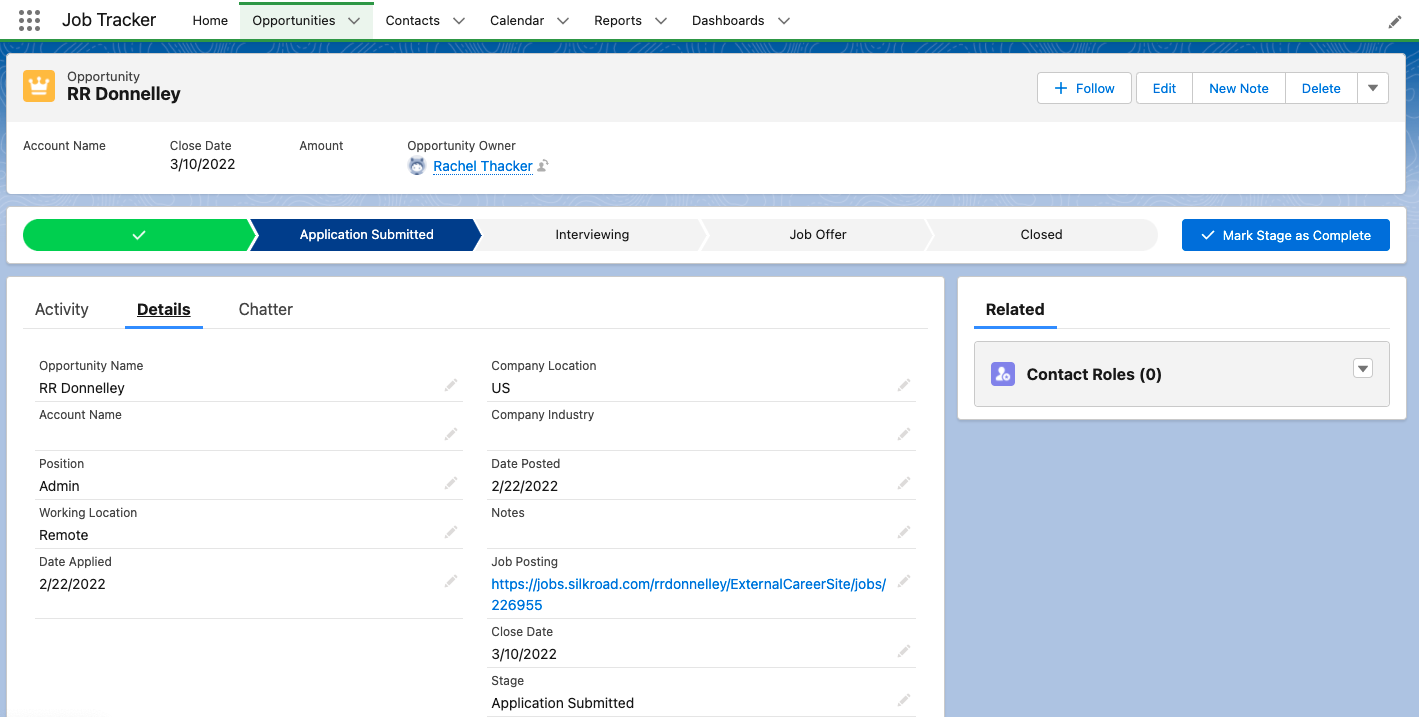 Job Tracker
Home
Opportunities
Contacts
Calendar
Reports
Dashboards
Opportunity
RR Donnelley
Follow
Edit
New Note
Delete
Account Name
Close Date
3/10/2022
Amount
Opportunity Owner
Rachel Thacker
Application Submitted
Interviewing
Job Offer
Closed
Mark Stage as Complete
Activity
Details
Chatter
Opportunity Name
RR Donnelley
Account Name
Position
Admin
Working Location
Remote
Date Applied
2/22/2022
Company Location
US
Company Industry
Date Posted
2/22/2022
Notes
Job Posting
https://jobs.silkroad.com/rrdonnelley/ExternalCareerSite/jobs/
226955
Close Date
3/10/2022
Stage
Application Submitted
Related
Contact Roles (0)